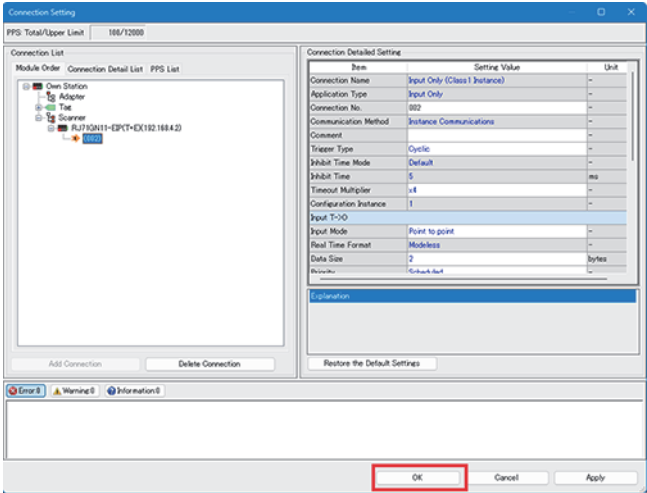 Connection Setting
PPS: Total/Upper Limit 100/12000
Connection List
Module Order Connection Detail List PPS List
Own Station
Adapter
Tag
Scanner
RJ71GN11-EIP(T+E)(192.168.4.2)
(002)
Add Connection Delete Connection
Connection Detailed Setting
Item Setting Value Unit
Connection Name Input Only (Class1 Instance) -
Application Type Input Only -
Connection No. 002 -
Communication Method Instance Communications -
Comment -
Trigger Type Cyclic -
Inhibit Time Mode Default -
Inhibit Time 5 ms
Timeout Multiplier x4 -
Configuration Instance 1 -
Input T->O
Input Mode Point to point -
Real Time Format Modeless -
Data Size 2 bytes
Priority Scheduled -
Explanation
Restore the Default Settings
Error:0 Warning:0 Information:0
OK Cancel Apply